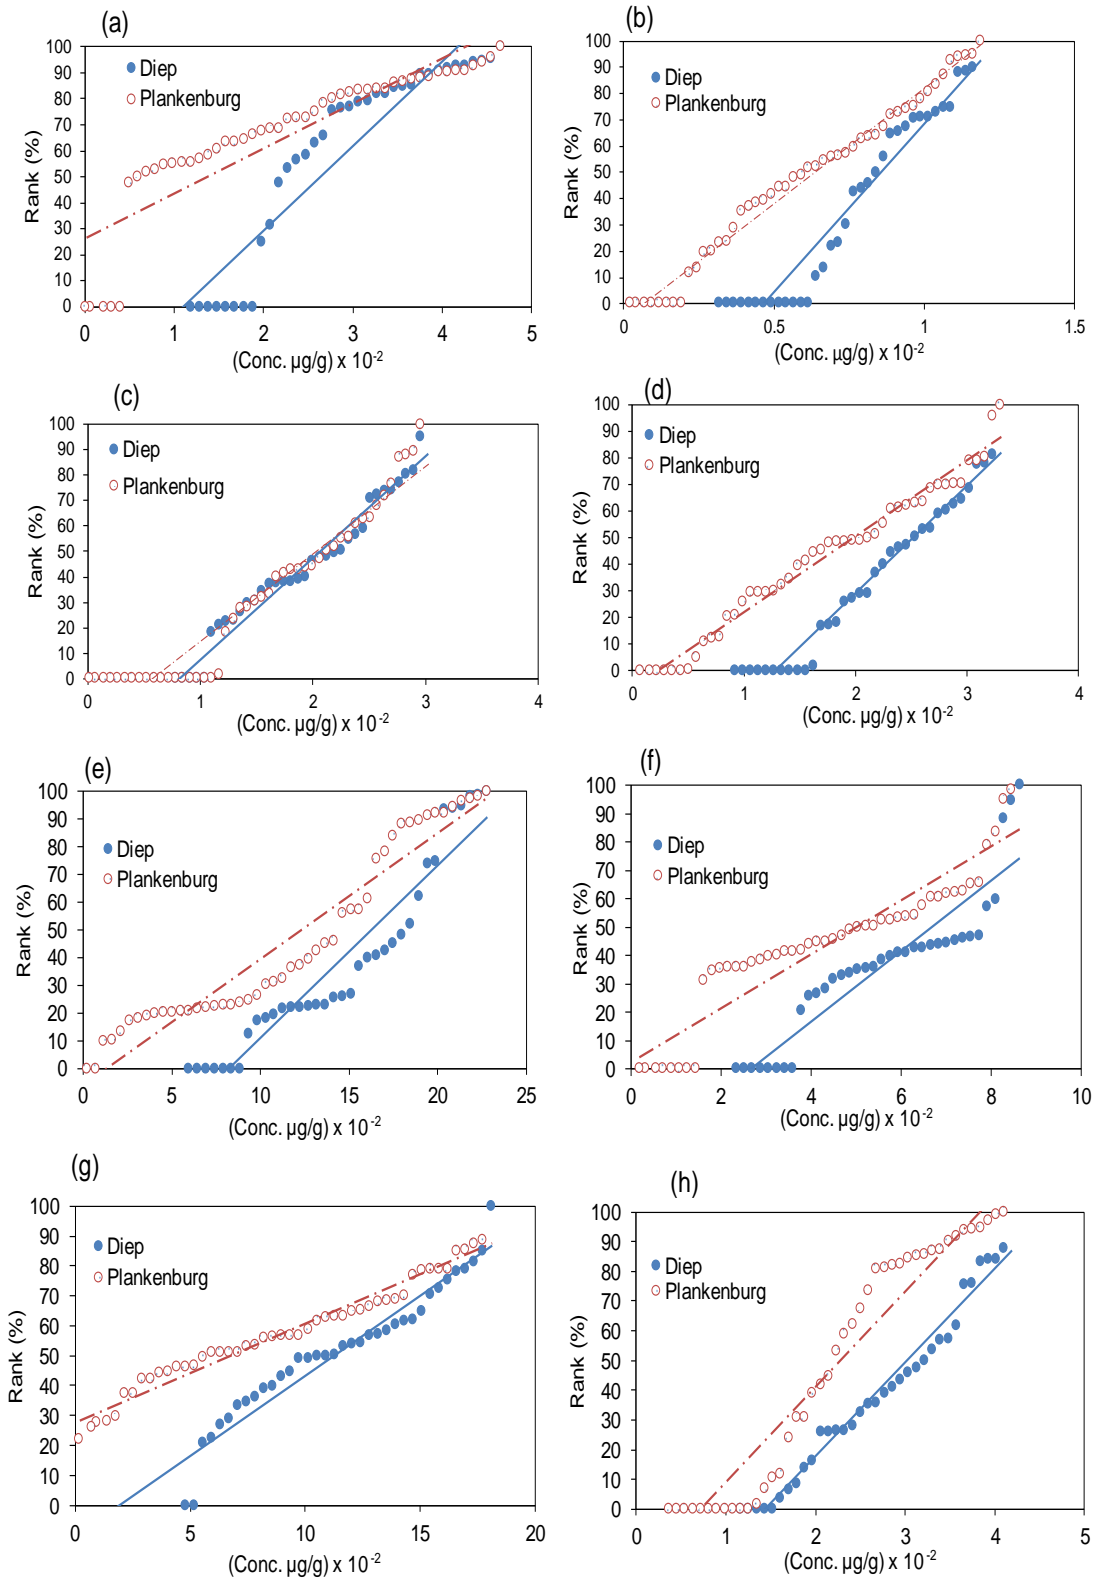 (a)
100
90
80
70
60
50
40
30
20
10
0
Rank (%)
Diep
Plankenburg
0 1 2 3 4 5
(Conc. µg/g) x 10-2
(b)
100
90
80
70
60
50
40
30
20
10
0
Rank (%)
Diep
Plankenburg
0 0.5 1 1.5
(Conc. µg/g) x 10-2
(c)
100
90
80
70
60
50
40
30
20
10
0
Rank (%)
Diep
Plankenburg
0 1 2 3 4
(Conc. µg/g) x 10-2
(d)
100
90
80
70
60
50
40
30
20
10
0
Rank (%)
Diep
Plankenburg
0 1 2 3 4
(Conc. µg/g) x 10-2
(e)
100
90
80
70
60
50
40
30
20
10
0
Rank (%)
Diep
Plankenburg
0 5 10 15 20 25
(Conc. µg/g) x 10-2
(f)
100
90
80
70
60
50
40
30
20
10
0
Rank (%)
Diep
Plankenburg
0 2 4 6 8 10
(Conc. µg/g) x 10-2
(g)
100
90
80
70
60
50
40
30
20
10
0
Rank (%)
Diep
Plankenburg
0 5 10 15 20
(Conc. µg/g) x 10-2
(h)
100
90
80
70
60
50
40
30
20
10
0
Rank (%)
Diep
Plankenburg
0 1 2 3 4 5
(Conc. µg/g) x 10-2